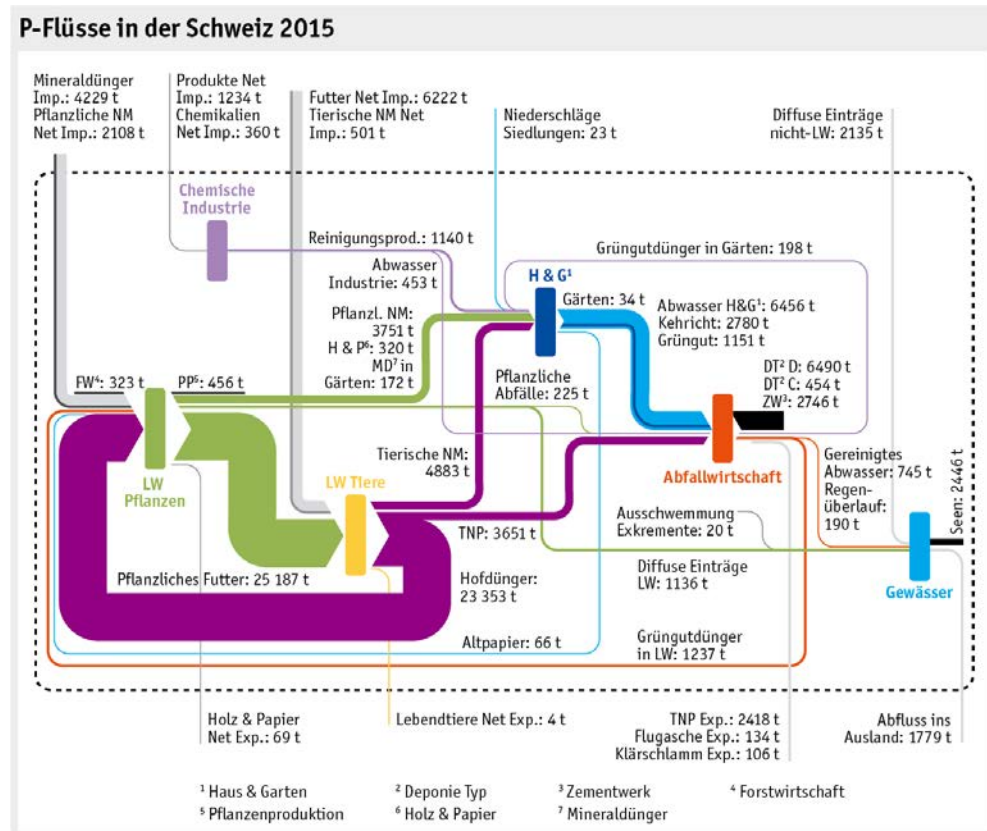 P-Flüsse in der Schweiz 2015
Mineraldünger
Imp.: 4229 t
Pflanzliche NM
Net Imp.: 2108 t
Produkte Net
Imp.: 1234 t
Chemikalien
Net Imp.: 360 t
Futter Net Imp.: 6222 t
Tierische NM Net
Imp.: 501 t
Niederschläge
Siedlungen: 23 t
Diffuse Einträge
nicht-LW: 2135 t
Chemische
Industrie
Reinigungsprod.: 1140 t
Abwasser
Industrie: 453 t
Grüngutdünger in Gärten: 198 t
H & G¹
Gärten: 34 t
Pflanzl. NM:
3751 t
H & P⁶: 320 t
MD⁷ in
Gärten: 172 t
Abwasser H&G¹: 6456 t
Kehricht: 2780 t
Grüngut: 1151 t
DT² D: 6490 t
DT² C: 454 t
ZW³: 2746 t
FW⁴: 323 t
PP⁵: 456 t
Pflanzliche
Abfälle: 225 t
LW
Pflanzen
LW Tiere
Tierische NM:
4883 t
Abfallwirtschaft
Gereinigtes
Abwasser: 745 t
Regen-
überlauf:
190 t
Seen: 2446 t
TNP: 3651 t
Ausschwemmung
Exkremente: 20 t
Pflanzliches Futter: 25 187 t
Hofdünger:
23 353 t
Diffuse Einträge
LW: 1136 t
Gewässer
Altpapier: 66 t
Grüngutdünger
in LW: 1237 t
Holz & Papier
Net Exp.: 69 t
Lebendtiere Net Exp.: 4 t
TNP Exp.: 2418 t
Flugasche Exp.: 134 t
Klärschlamm Exp.: 106 t
Abfluss ins
Ausland: 1779 t
¹ Haus & Garten
² Deponie Typ
³ Zementwerk
⁴ Forstwirtschaft
⁵ Pflanzenproduktion
⁶ Holz & Papier
⁷ Mineraldünger